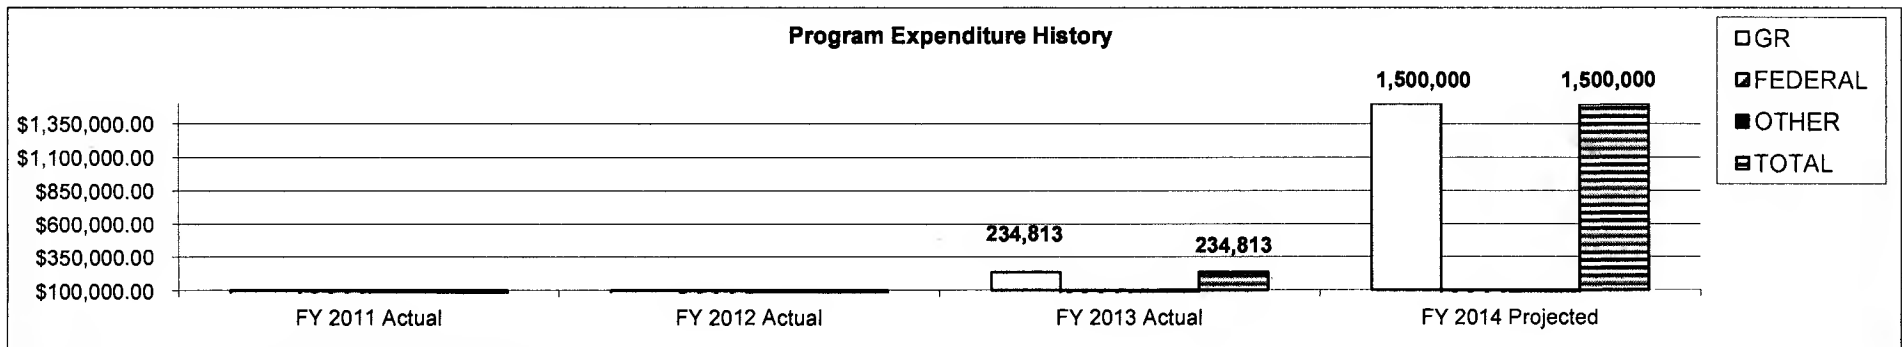 Program Expenditure History
GR
FEDERAL
OTHER
TOTAL
1,500,000 1,500,000
234,813 234,813
$1,350,000.00
$1,100,000.00
$850,000.00
$600,000.00
$350,000.00
$100,000.00
FY 2011 Actual FY 2012 Actual FY 2013 Actual FY 2014 Projected